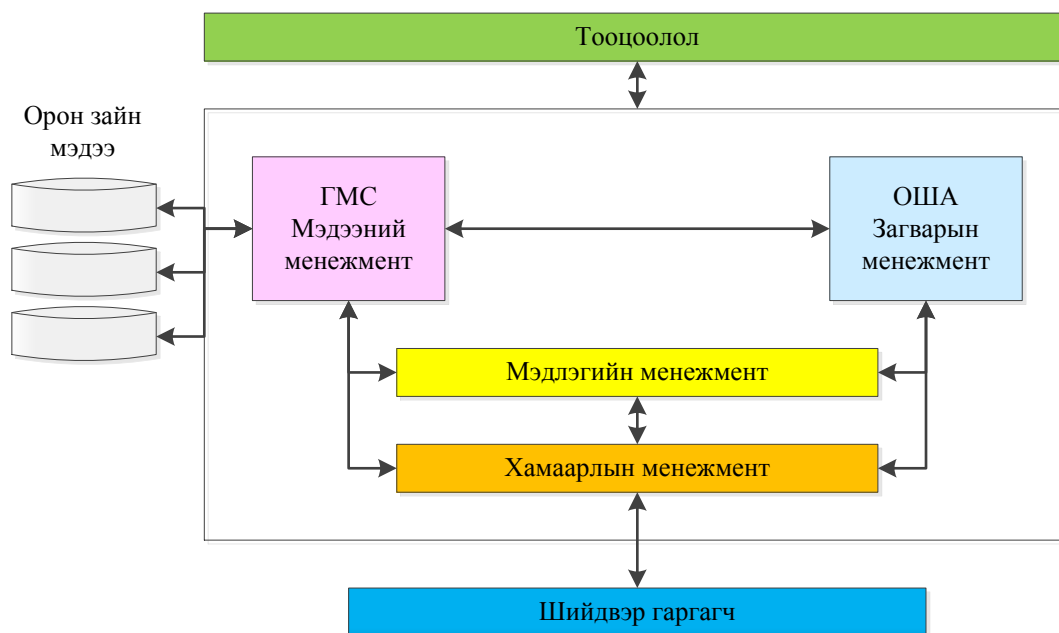 Тооцоолол
Орон зайн
мэдээ
ГМС
Мэдээний
менежмент
ОША
Загварын
менежмент
Мэдлэгийн менежмент
Хамаарлын менежмент
Шийдвэр гаргагч